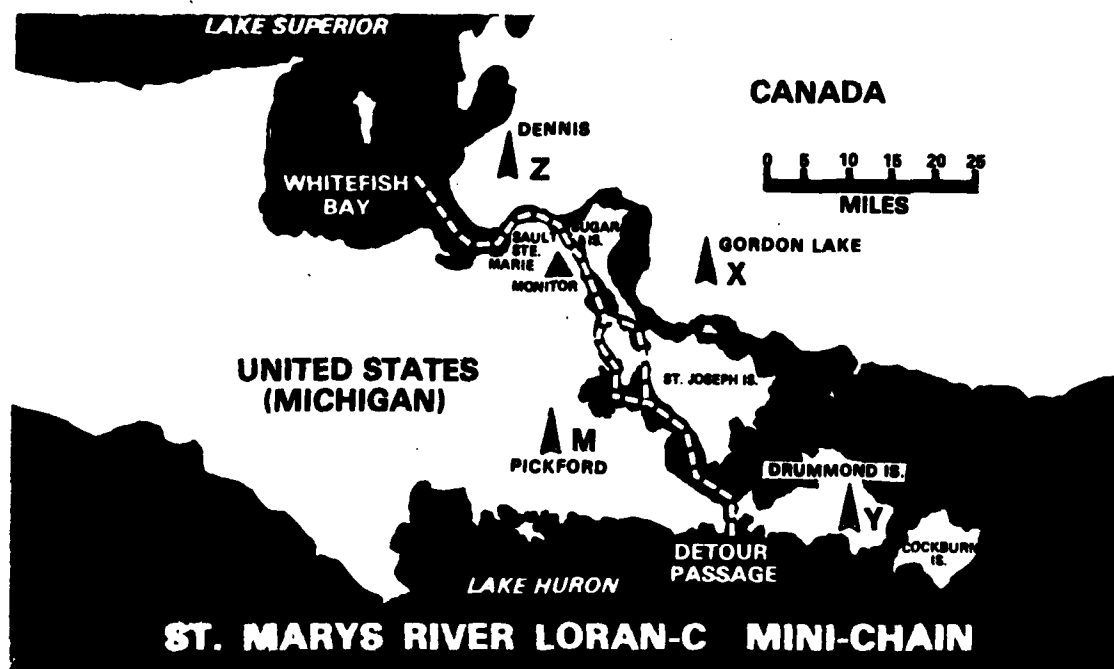 LAKE SUPERIOR
CANADA
DENNIS
Z
0 5 10 15 20 25
MILES
WHITEFISH
BAY
SUGAR
IS.
SAULT
STE.
MARIE
MONITOR
GORDON LAKE
X
UNITED STATES
(MICHIGAN)
ST. JOSEPH IS.
M
PICKFORD
DRUMMOND IS.
Y
COCKBURN
IS.
DETOUR
PASSAGE
LAKE HURON
ST. MARYS RIVER LORAN-C MINI-CHAIN